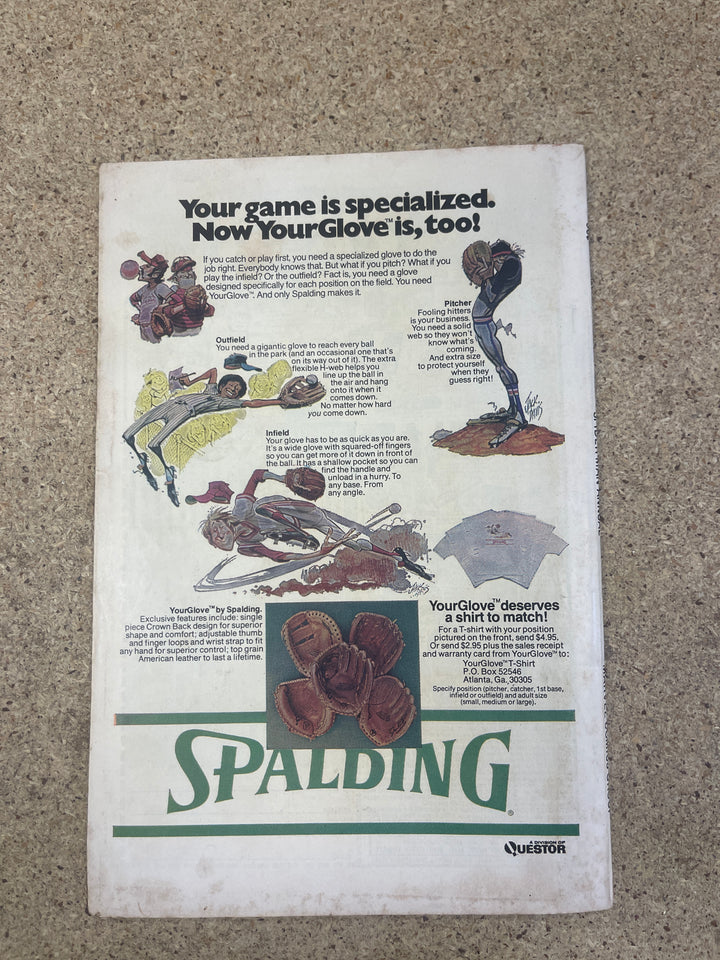 Your game is specialized.
Now YourGlove™ is, too!
If you catch or play first, you need a specialized glove to do the
job right. Everybody knows that. But what if you pitch? What if you
play the infield? Or the outfield? Fact is, you need a glove
designed specifically for each position on the field. You need
YourGlove™. And only Spalding makes it.
Pitcher
Fooling hitters
is your business.
You need a solid
web so they won't
know what's
coming.
And extra size
to protect yourself
when they
guess right!
Outfield
You need a gigantic glove to reach every ball
in the park (and an occasional one that's
on its way out of it). The extra
flexible H-web helps you
line up the ball in
the air and hang
onto it when it
comes down.
No matter how hard
you come down.
Infield
Your glove has to be as quick as you are.
It's a wide glove with squared-off fingers
so you can get more of it down in front of
the ball. It has a shallow pocket so you can
find the handle and
unload in a hurry. To
any base. From
any angle.
YourGlove™ by Spalding.
Exclusive features include: single
piece Crown Back design for superior
shape and comfort; adjustable thumb
and finger loops and wrist strap to fit
any hand for superior control; top grain
American leather to last a lifetime.
YourGlove™ deserves
a shirt to match!
For a T-shirt with your position
pictured on the front, send $4.95.
Or send $2.95 plus the sales receipt
and warranty card from YourGlove™ to:
YourGlove™ T-Shirt
P.O. Box 52546
Atlanta, Ga. 30305
Specify position (pitcher, catcher, 1st base,
infield or outfield) and adult size
(small, medium or large).
SPALDING®
A DIVISION OF
QUESTOR